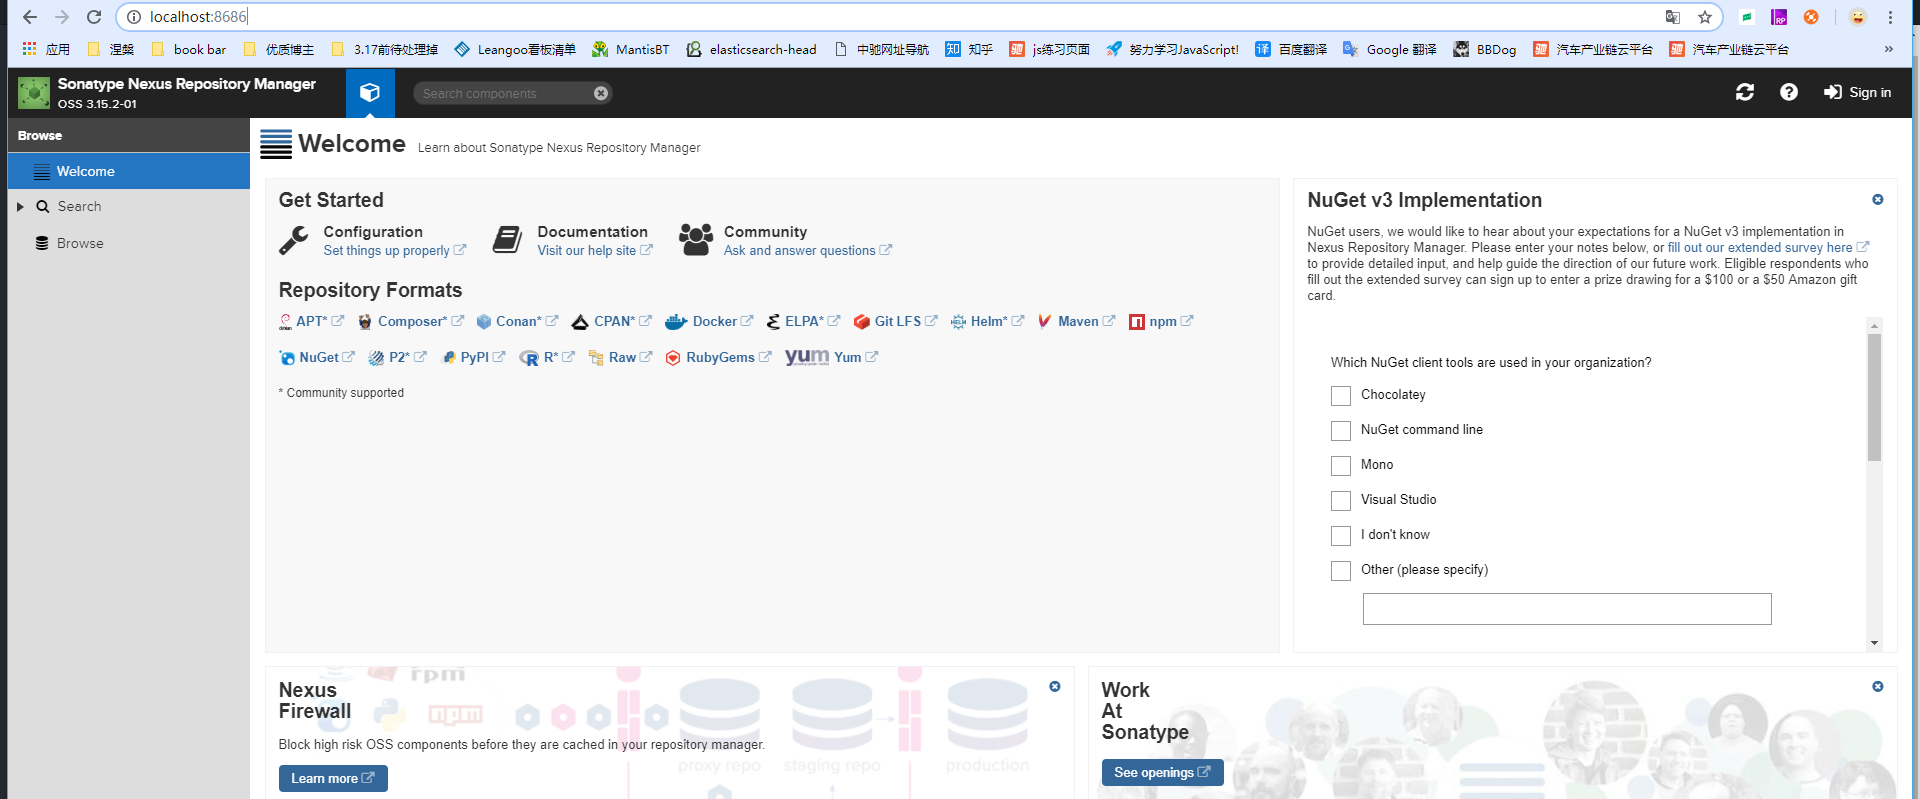 localhost:8686
应用 涅槃 book bar 优质博主 3.17前待处理掉 Leangoo看板清单 MantisBT elasticsearch-head 中驰网址导航 知乎 js练习页面 努力学习JavaScript! 百度翻译 Google 翻译 BBDog 汽车产业链云平台 汽车产业链云平台 »
Sonatype Nexus Repository Manager
OSS 3.15.2-01
Search components
Sign in
Browse
Welcome
Search
Browse
Welcome Learn about Sonatype Nexus Repository Manager
Get Started
Configuration
Set things up properly
Documentation
Visit our help site
Community
Ask and answer questions
Repository Formats
APT* Composer* Conan* CPAN* Docker ELPA* Git LFS Helm* Maven npm
NuGet P2* PyPI R* Raw RubyGems yum Yum
* Community supported
NuGet v3 Implementation
NuGet users, we would like to hear about your expectations for a NuGet v3 implementation in
Nexus Repository Manager. Please enter your notes below, or fill out our extended survey here
to provide detailed input, and help guide the direction of our future work. Eligible respondents who
fill out the extended survey can sign up to enter a prize drawing for a $100 or a $50 Amazon gift
card.
Which NuGet client tools are used in your organization?
Chocolatey
NuGet command line
Mono
Visual Studio
I don't know
Other (please specify)
rpm
Nexus
Firewall
npm
Block high risk OSS components before they are cached in your repository manager.
proxy repo staging repo production
Learn more
Work
At
Sonatype
See openings